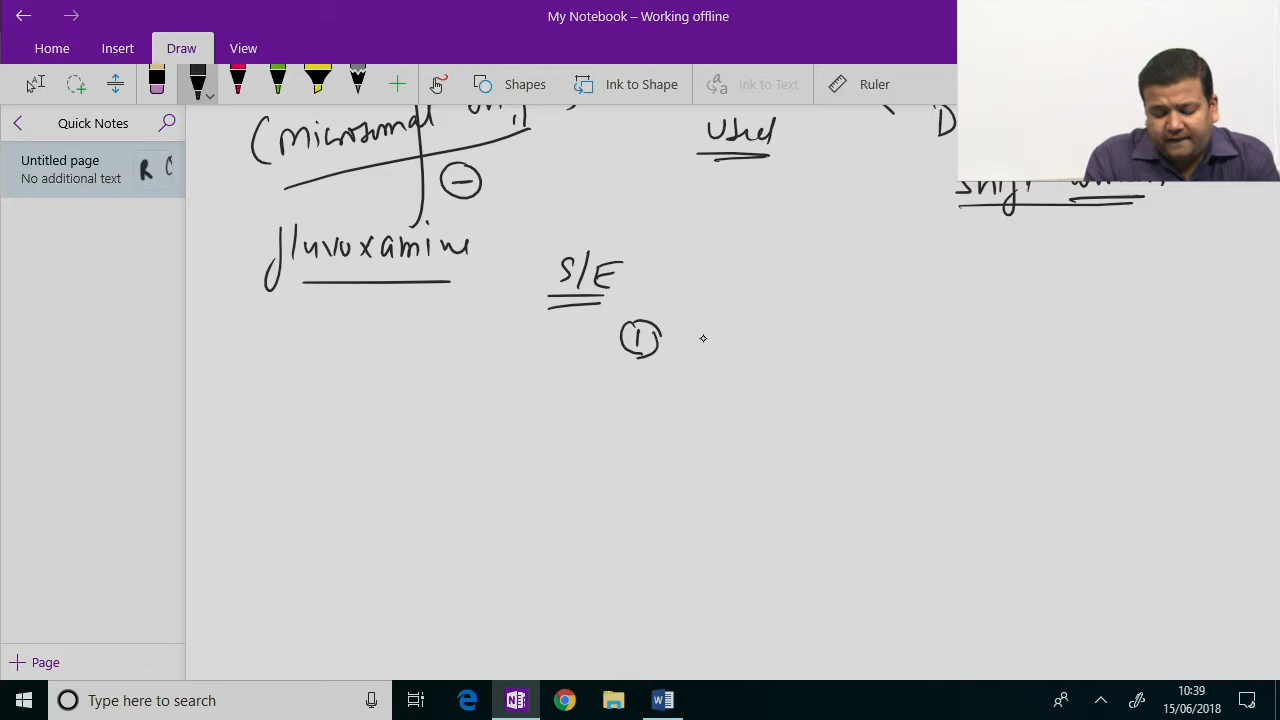 My Notebook – Working offline
Home Insert Draw View
Shapes Ink to Shape Ink to Text Ruler
Quick Notes
Untitled page
No additional text R
(microsomal
Used
D
shift
fluvoxamine
S/E
1
Page
Type here to search
10:39
15/06/2018